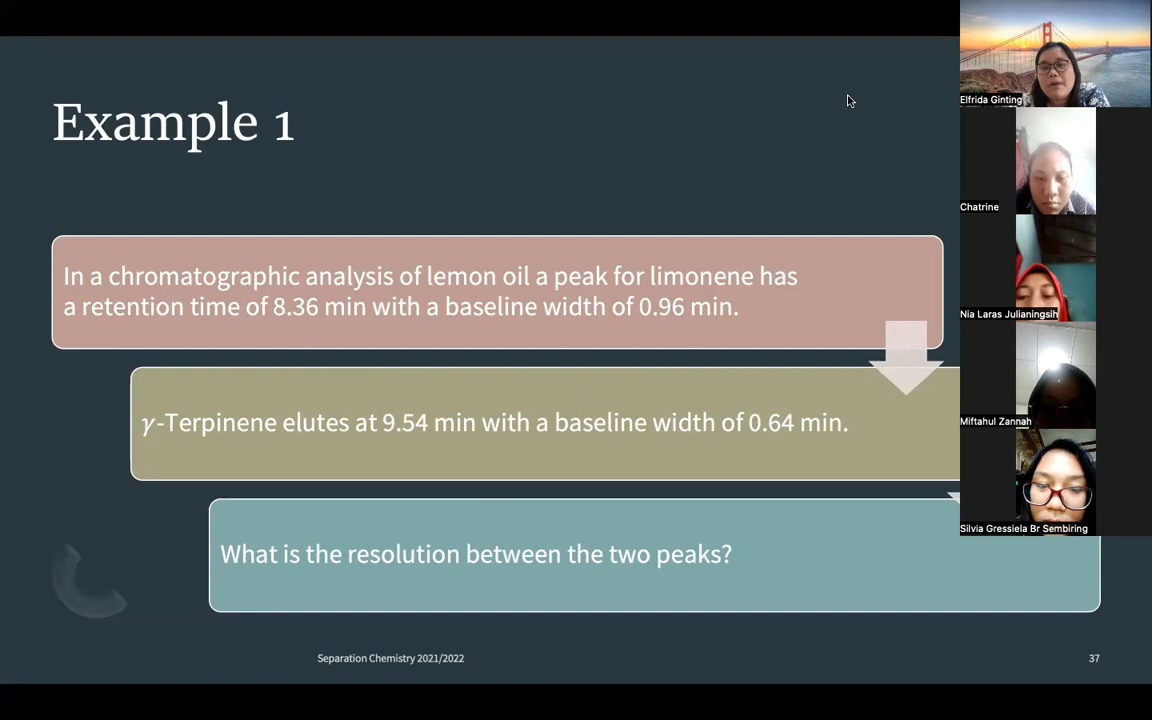 Example 1
In a chromatographic analysis of lemon oil a peak for limonene has
a retention time of 8.36 min with a baseline width of 0.96 min.
γ-Terpinene elutes at 9.54 min with a baseline width of 0.64 min.
What is the resolution between the two peaks?
Separation Chemistry 2021/2022
37
Elfrida Ginting
Chatrine
Nia Laras Julianingsih
Miftahul Zannah
Silvia Gressiela Br Sembiring